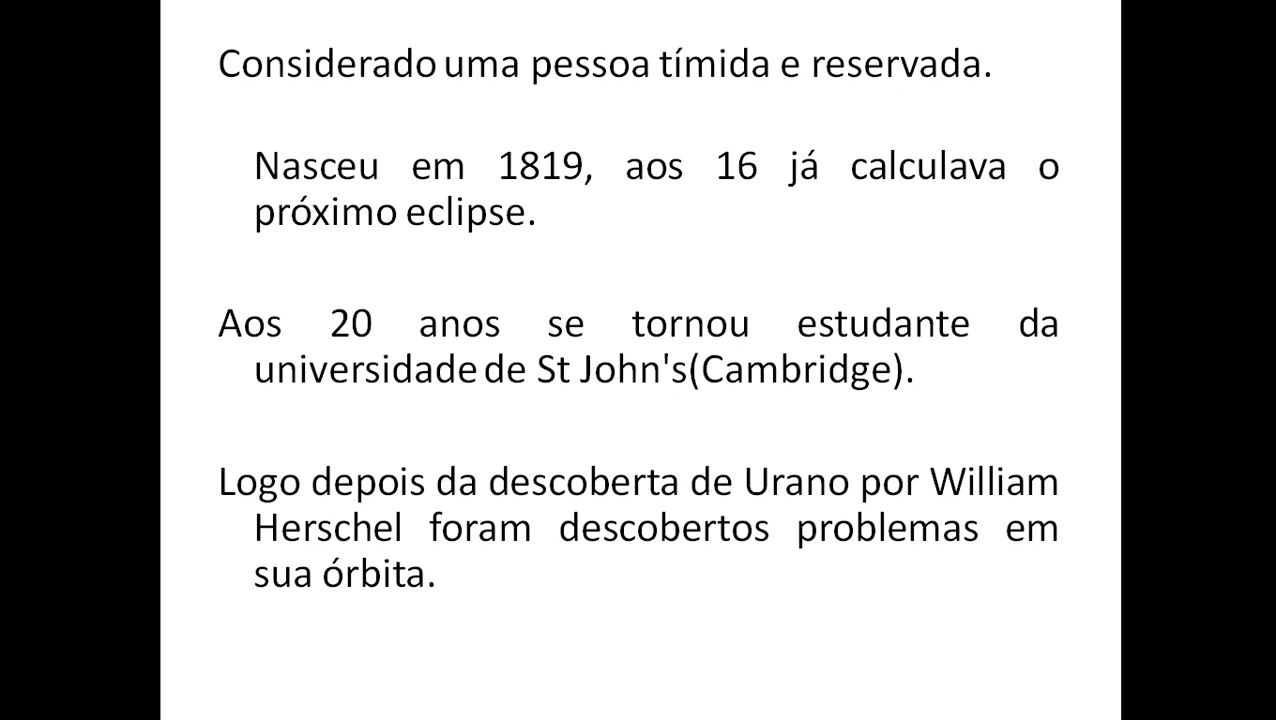 Considerado uma pessoa tímida e reservada.
Nasceu em 1819, aos 16 já calculava o
próximo eclipse.
Aos 20 anos se tornou estudante da
universidade de St John's(Cambridge).
Logo depois da descoberta de Urano por William
Herschel foram descobertos problemas em
sua órbita.